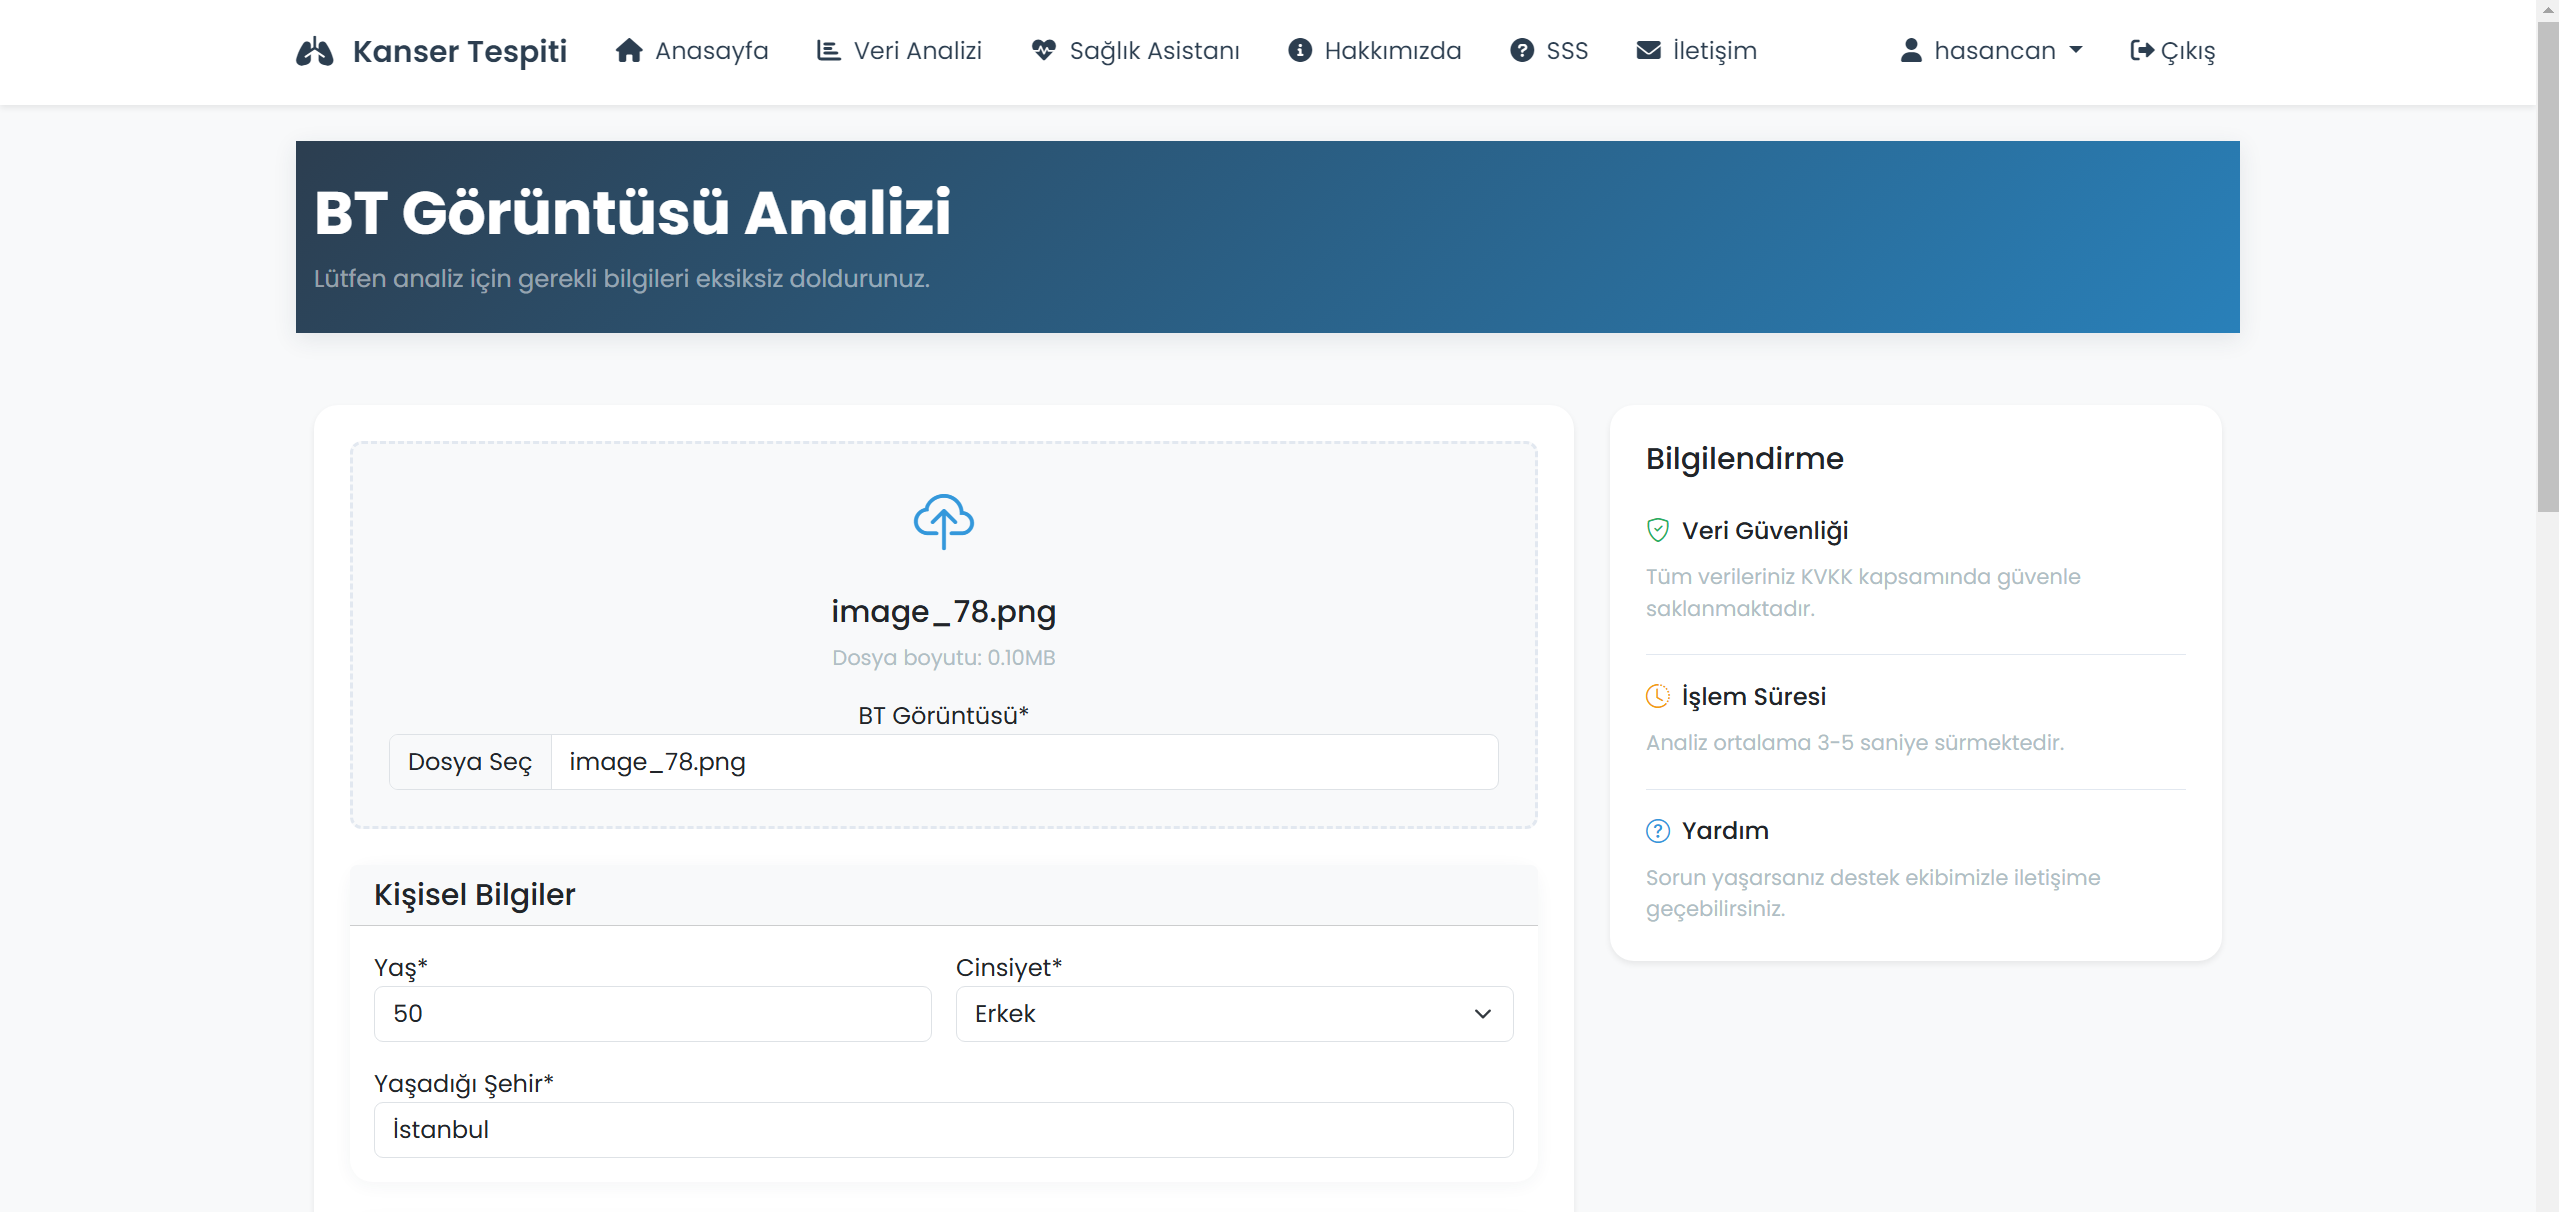 Kanser Tespiti Anasayfa Veri Analizi Sağlık Asistanı Hakkımızda SSS İletişim hasancan Çıkış
BT Görüntüsü Analizi
Lütfen analiz için gerekli bilgileri eksiksiz doldurunuz.
image_78.png
Dosya boyutu: 0.10MB
BT Görüntüsü*
Dosya Seç image_78.png
Kişisel Bilgiler
Yaş*
50
Cinsiyet*
Erkek
Yaşadığı Şehir*
İstanbul
Bilgilendirme
Veri Güvenliği
Tüm verileriniz KVKK kapsamında güvenle
saklanmaktadır.
İşlem Süresi
Analiz ortalama 3-5 saniye sürmektedir.
Yardım
Sorun yaşarsanız destek ekibimizle iletişime
geçebilirsiniz.